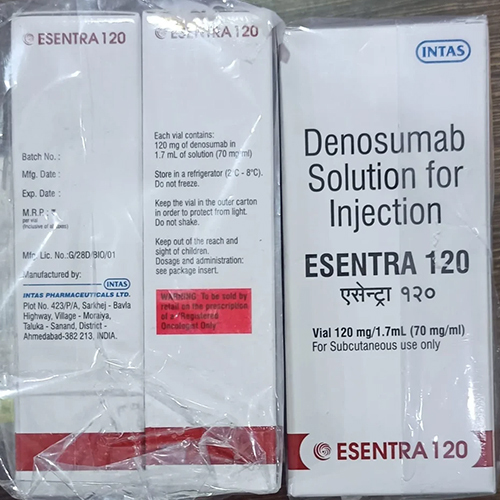 ESENTRA 120
Batch No. :
Mfg. Date :
Exp. Date :
M.R.P.: ₹
per vial
(Inclusive of all taxes)
Mfg. Lic. No.:G/28D/BIO/01
Manufactured by:
INTAS
INTAS PHARMACEUTICALS LTD.
Plot No. 423/P/A, Sarkhej - Bavla
Highway, Village - Moraiya,
Taluka - Sanand, District -
Ahmedabad-382 213, INDIA.
ESENTRA 120
Each vial contains:
120 mg of denosumab in
1.7 mL of solution (70 mg/ml)
Store in a refrigerator (2°C - 8°C).
Do not freeze.
Keep the vial in the outer carton
in order to protect from light.
Do not shake.
Keep out of the reach and
sight of children.
Dosage and administration:
see package insert.
WARNING: To be sold by
retail on the prescription
of a "Registered
Oncologist Only"
INTAS
Denosumab
Solution for
Injection
ESENTRA 120
एसेन्ट्रा १२०
Vial 120 mg/1.7mL (70 mg/ml)
For Subcutaneous use only
ESENTRA 120